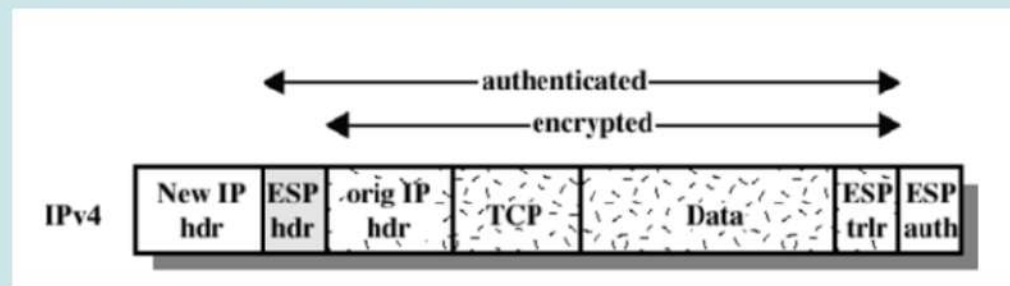 authenticated
encrypted
IPv4
New IP hdr
ESP hdr
orig IP hdr
TCP
Data
ESP trlr
ESP auth